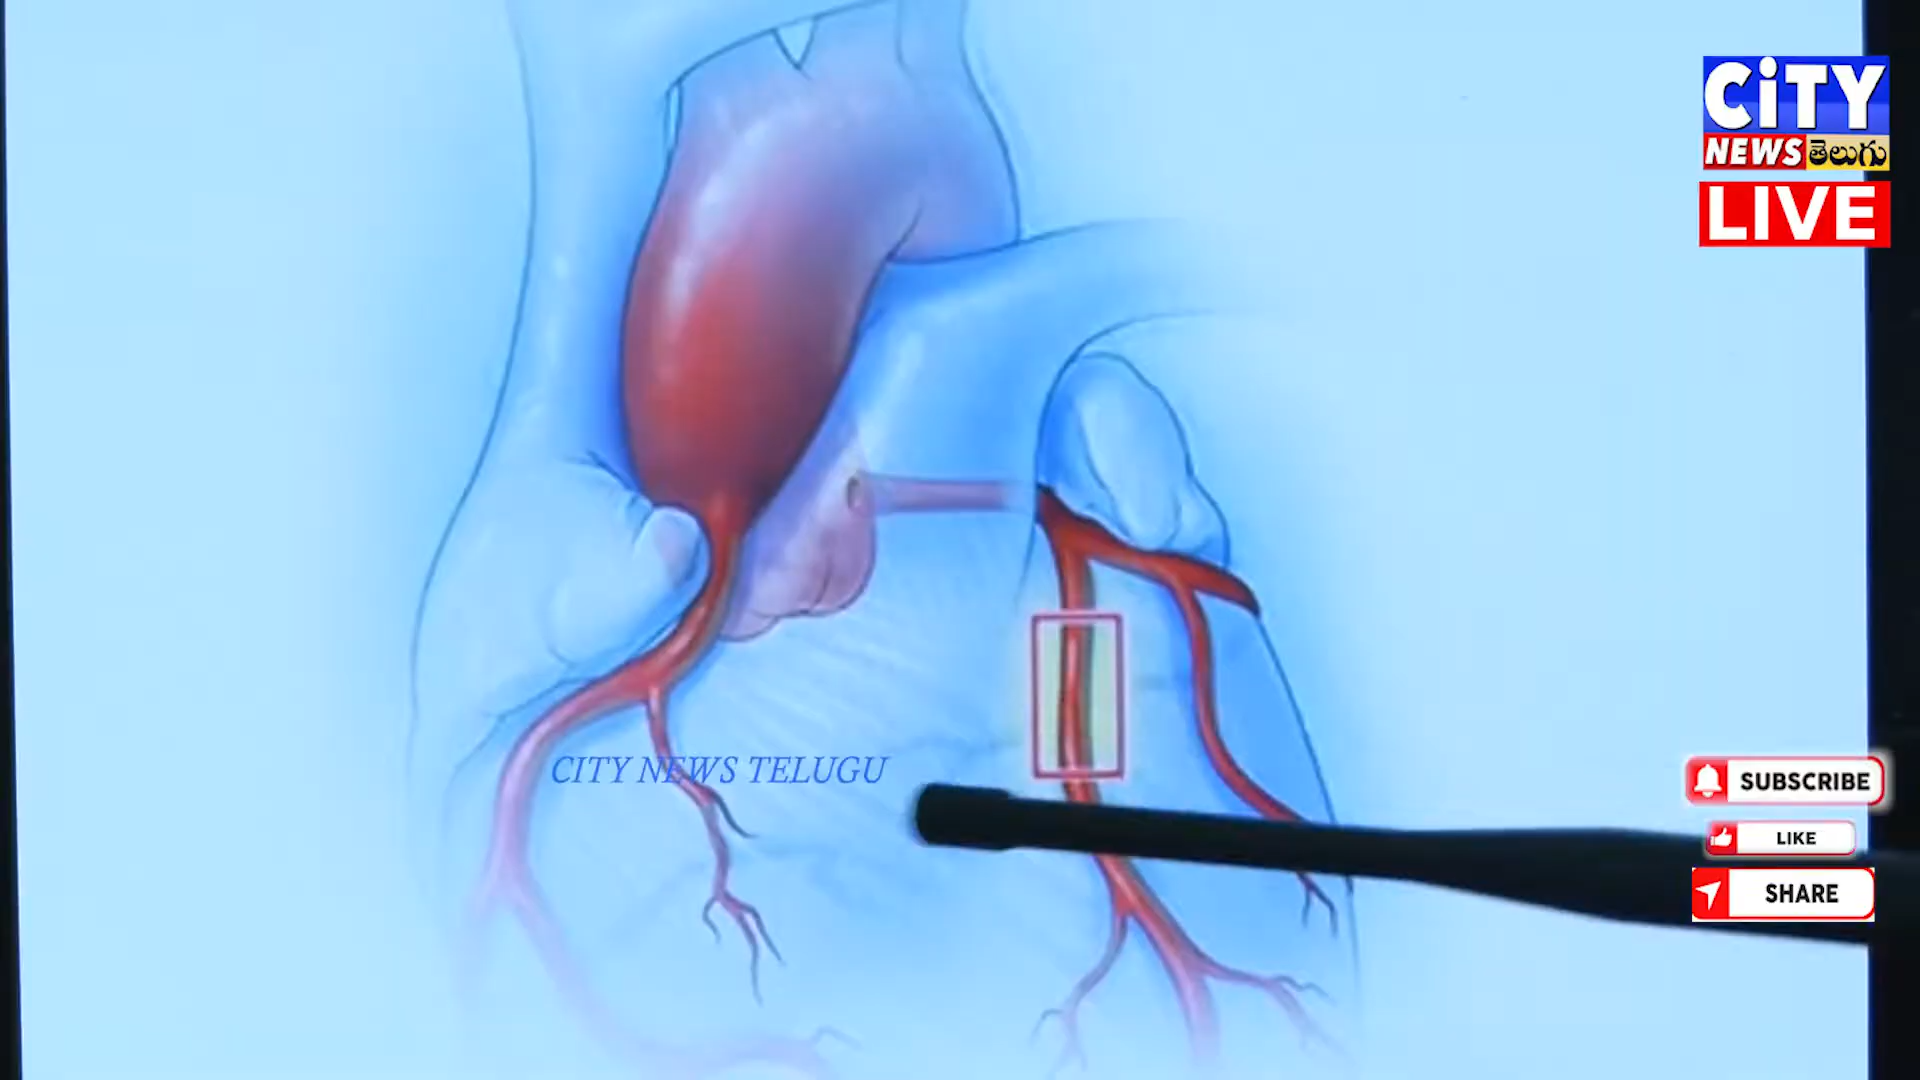 CiTY
NEWS తెలుగు
LIVE
CITY NEWS TELUGU
SUBSCRIBE
LIKE
SHARE